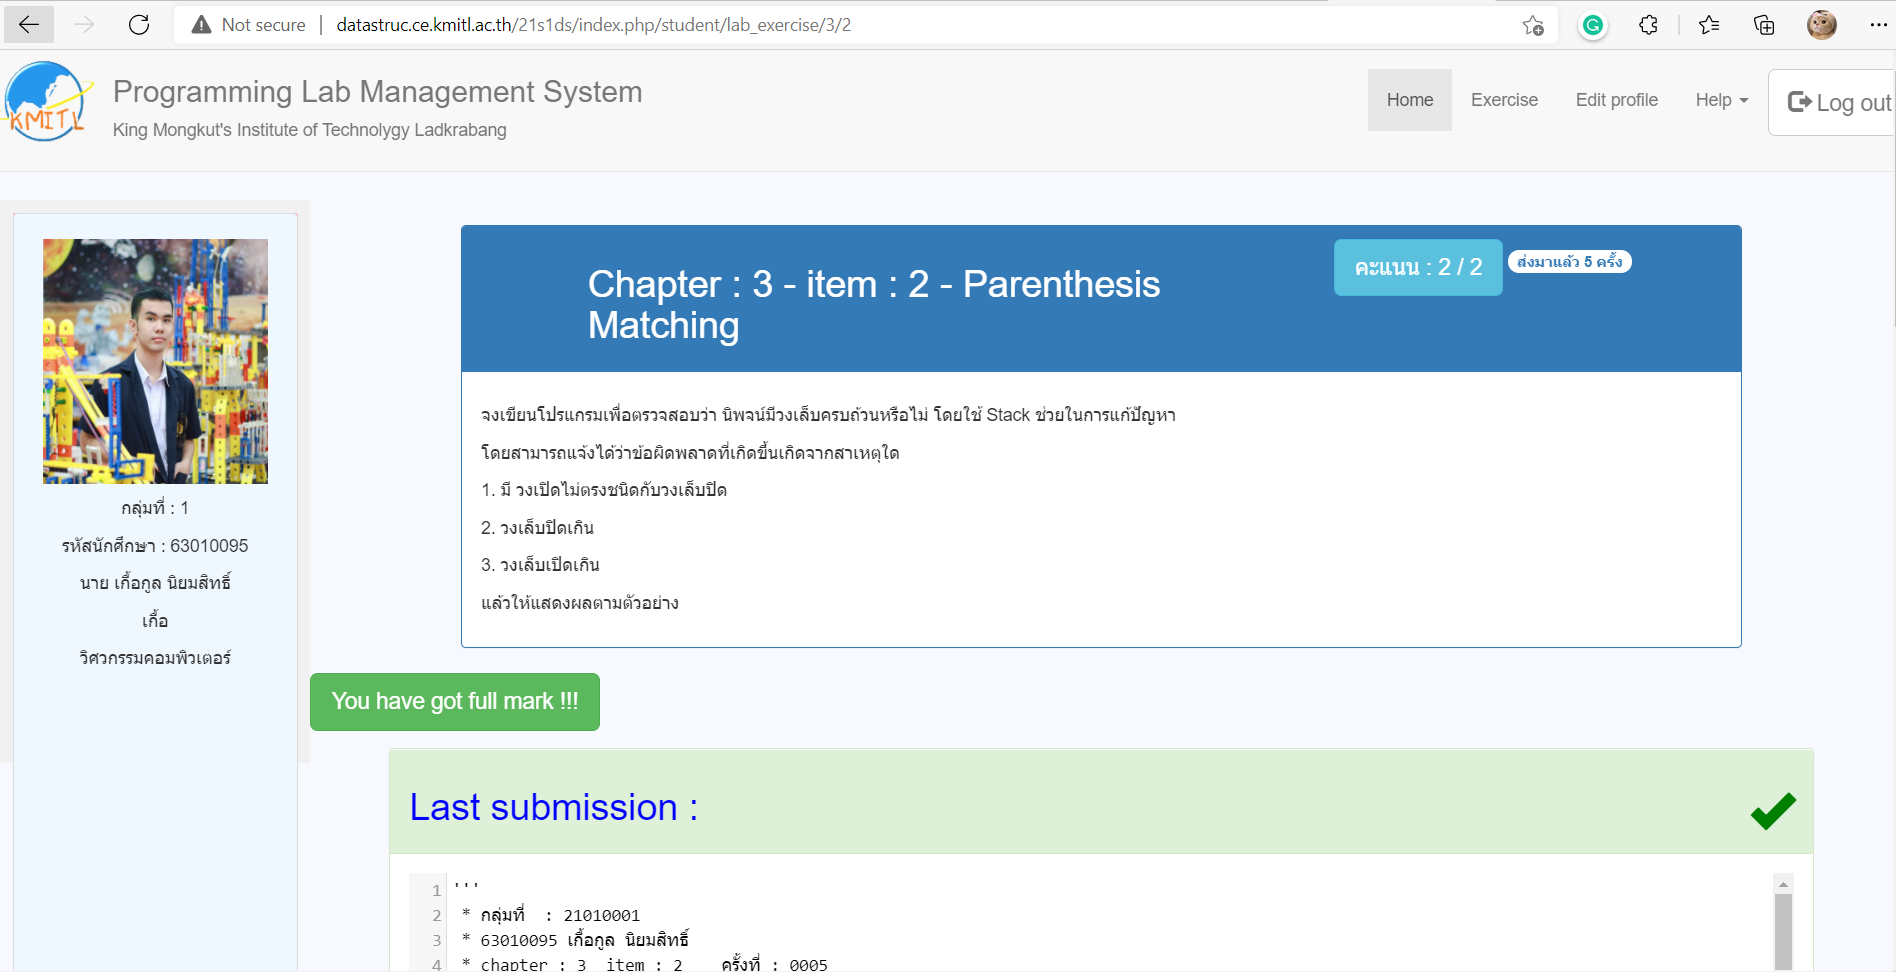 Not secure | datastruc.ce.kmitl.ac.th/21s1ds/index.php/student/lab_exercise/3/2
KMITL
Programming Lab Management System
King Mongkut's Institute of Technolygy Ladkrabang
Home
Exercise
Edit profile
Help
Log out
กลุ่มที่ : 1
รหัสนักศึกษา : 63010095
นาย เกื้อกูล นิยมสิทธิ์
เกื้อ
วิศวกรรมคอมพิวเตอร์
Chapter : 3 - item : 2 - Parenthesis
Matching
คะแนน : 2 / 2
ส่งมาแล้ว 5 ครั้ง
จงเขียนโปรแกรมเพื่อตรวจสอบว่า นิพจน์มีวงเล็บครบถ้วนหรือไม่ โดยใช้ Stack ช่วยในการแก้ปัญหา
โดยสามารถแจ้งได้ว่าข้อผิดพลาดที่เกิดขึ้นเกิดจากสาเหตุใด
1. มี วงเปิดไม่ตรงชนิดกับวงเล็บปิด
2. วงเล็บปิดเกิน
3. วงเล็บเปิดเกิน
แล้วให้แสดงผลตามตัวอย่าง
You have got full mark !!!
Last submission :
1 '''
2 * กลุ่มที่ : 21010001
3 * 63010095 เกื้อกูล นิยมสิทธิ์
4 * chapter : 3 item : 2 ครั้งที่ : 0005